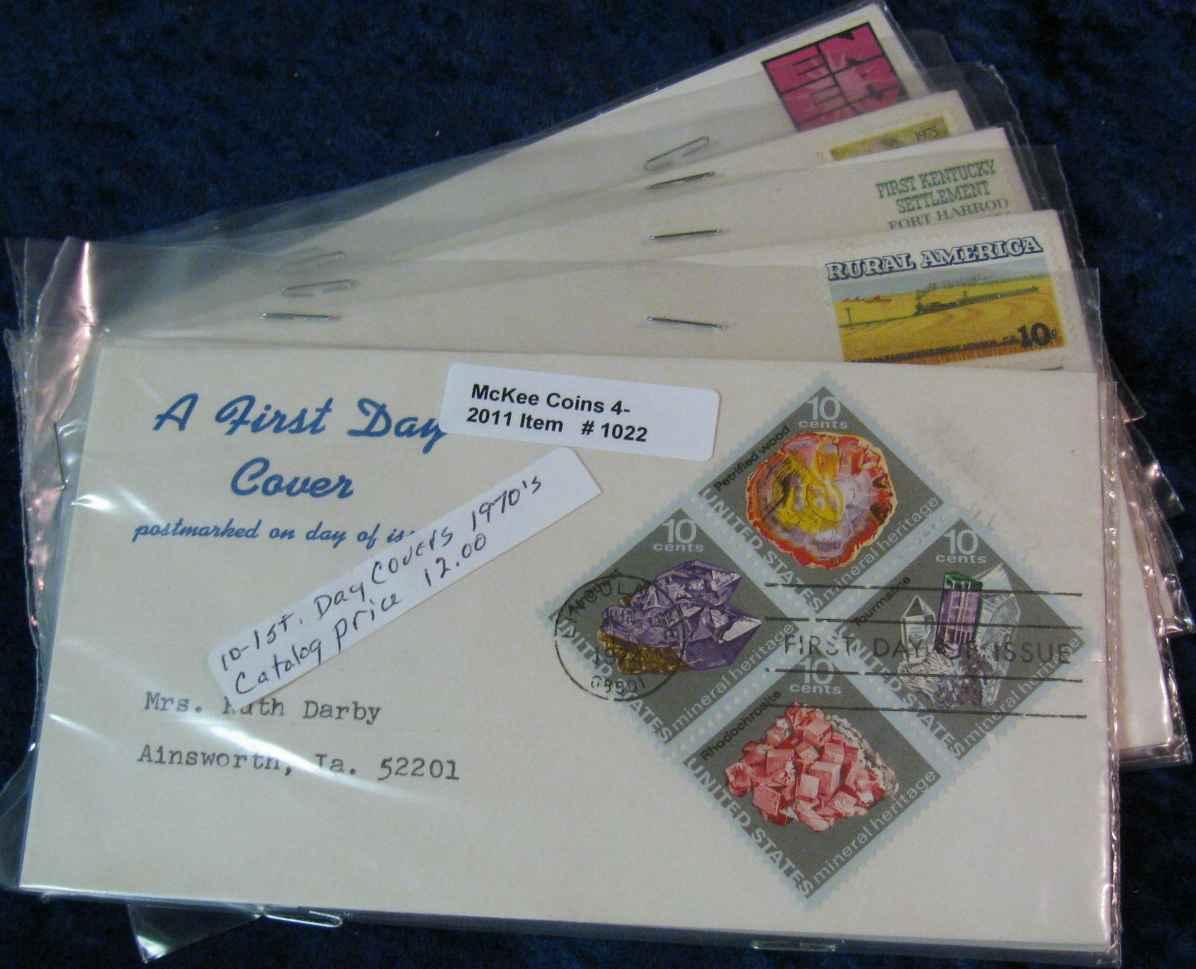 1975
FIRST KENTUCKY
SETTLEMENT
FORT HARROD
RURAL AMERICA
10c
A First Day
Cover
postmarked on day of
McKee Coins 4-
2011 Item # 1022
10-1st. Day Covers 1970's
Catalog price 12.00
Mrs. Ruth Darby
Ainsworth, Ia. 52201
10
cents
Petrified wood
UNITED STATES
mineral heritage
10
cents
UNITED STATES
mineral heritage
10
cents
Tourmaline
UNITED STATES
mineral heritage
10
cents
Rhodochrosite
UNITED STATES
mineral heritage
FIRST DAY OF ISSUE